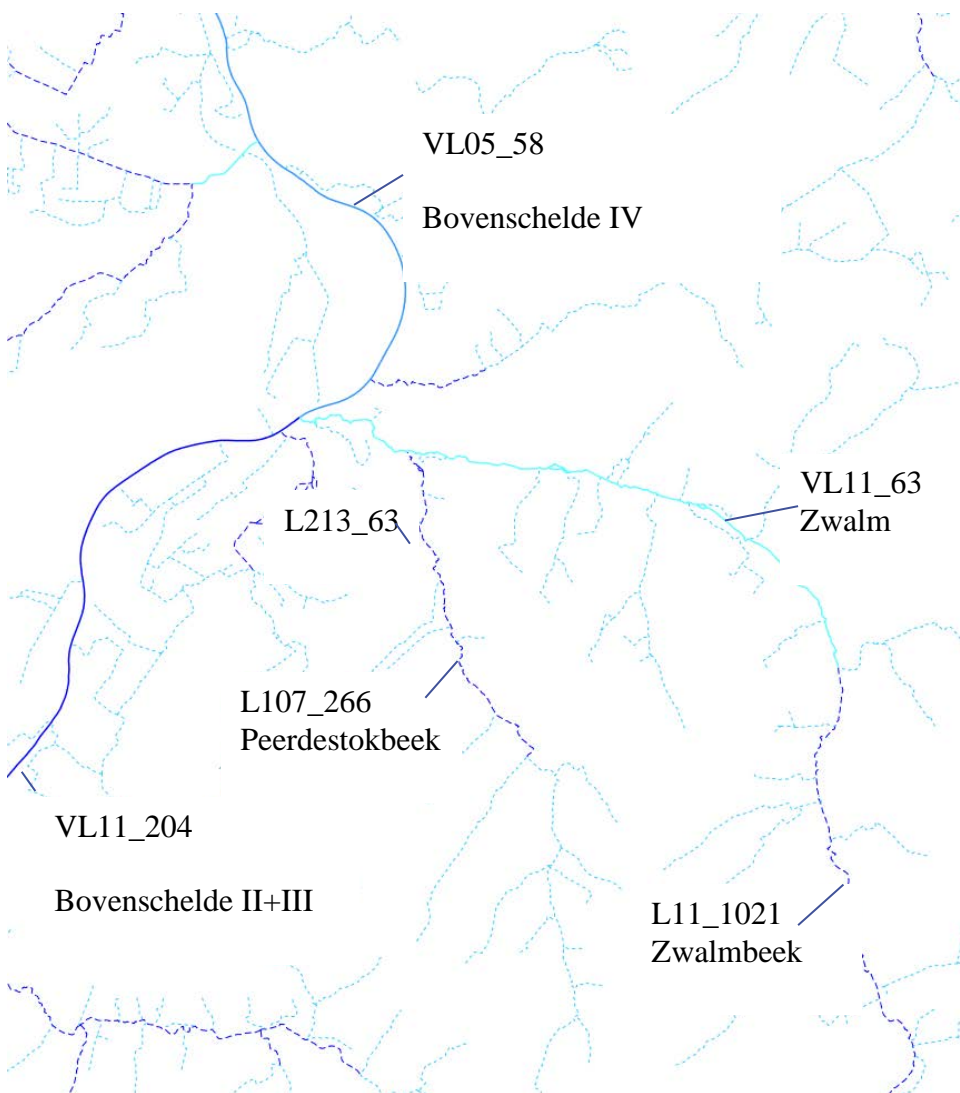 VL05_58
Bovenschelde IV
VL11_63
Zwalm
L213_63
L107_266
Peerdestokbeek
VL11_204
Bovenschelde II+III
L11_1021
Zwalmbeek